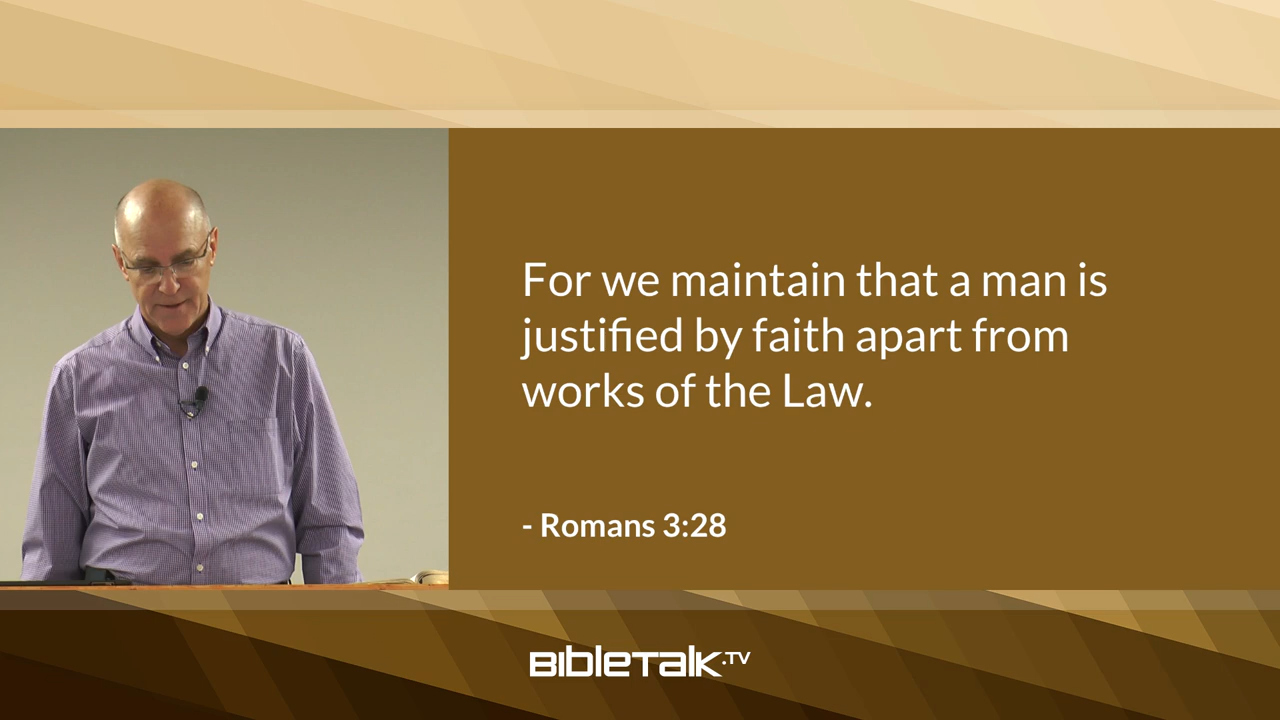 For we maintain that a man is
justified by faith apart from
works of the Law.
- Romans 3:28
BIBLETALK.TV